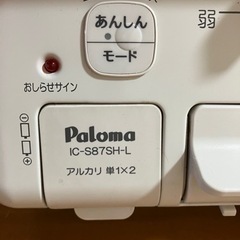 弱
あんしん
モード
おしらせサイン
Paloma
IC-S87SH-L
アルカリ 単1×2